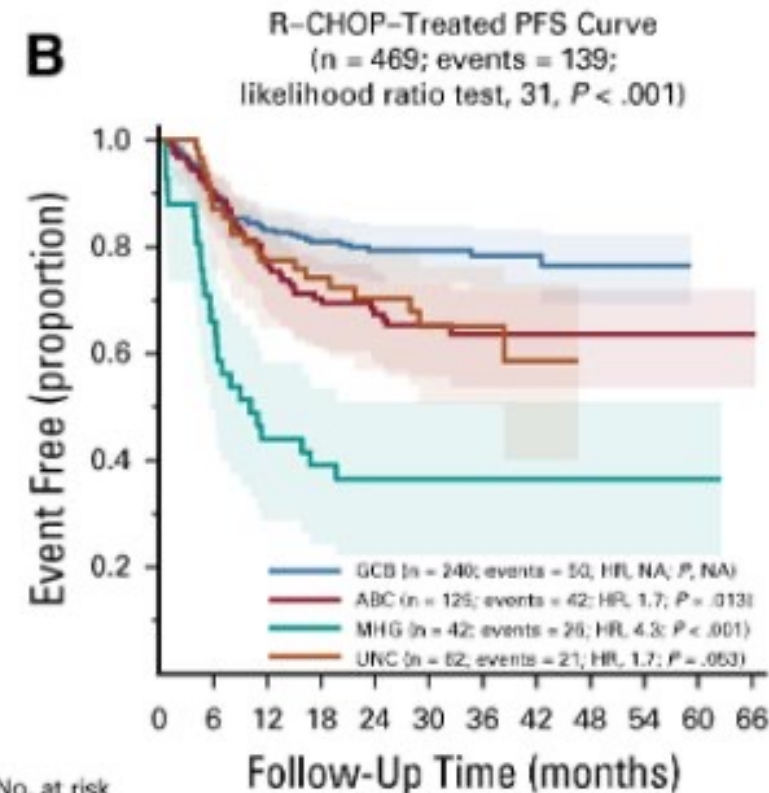 B
R–CHOP–Treated PFS Curve
(n = 469; events = 139;
likelihood ratio test, 31, P < .001)
Event Free (proportion)
1.0
0.8
0.6
0.4
0.2
GCB (n = 240; events = 50; HR, NA; P, NA)
ABC (n = 125; events = 42; HR, 1.7; P = .013)
MHG (n = 42; events = 26; HR, 4.3; P < .001)
UNC (n = 62; events = 21; HR, 1.7; P = .053)
0 6 12 18 24 30 36 42 48 54 60 66
Follow-Up Time (months)
No. at risk